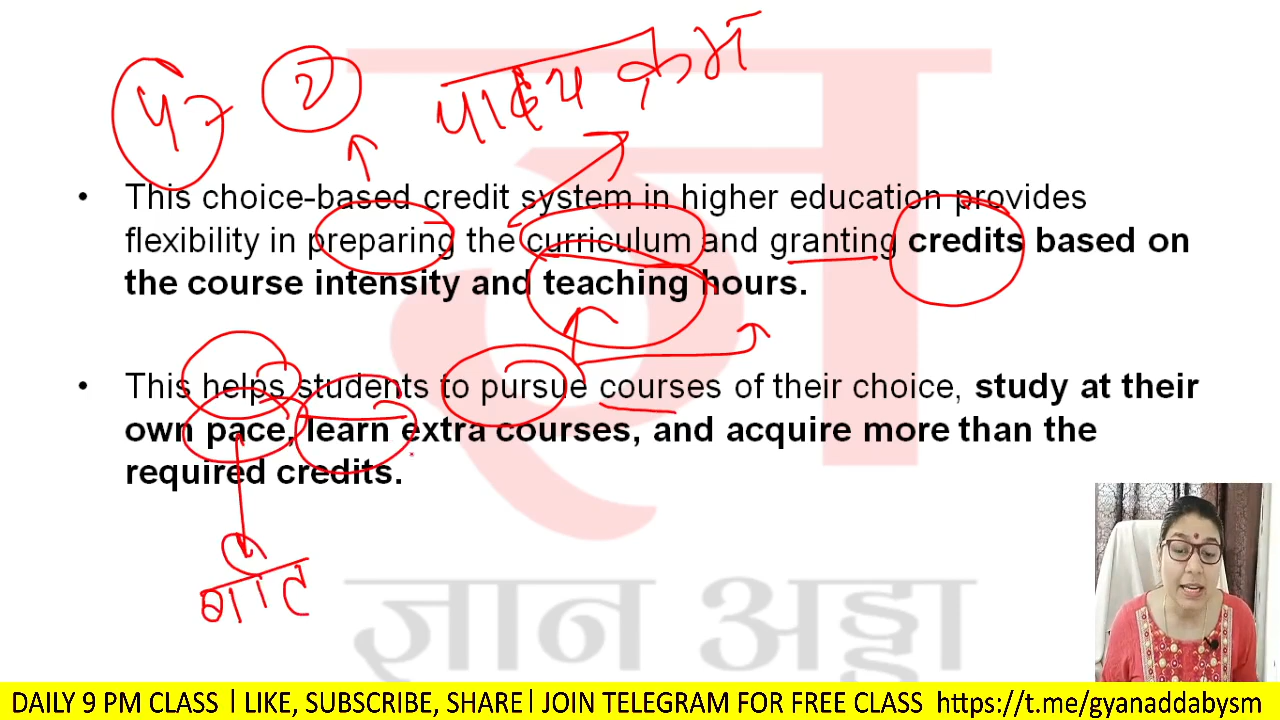 पाठ्यक्रम
• This choice-based credit system in higher education provides
flexibility in preparing the curriculum and granting credits based on
the course intensity and teaching hours.
• This helps students to pursue courses of their choice, study at their
own pace, learn extra courses, and acquire more than the
required credits.
ज्ञान अड्डा
DAILY 9 PM CLASS | LIKE, SUBSCRIBE, SHARE| JOIN TELEGRAM FOR FREE CLASS https://t.me/gyanaddabysm